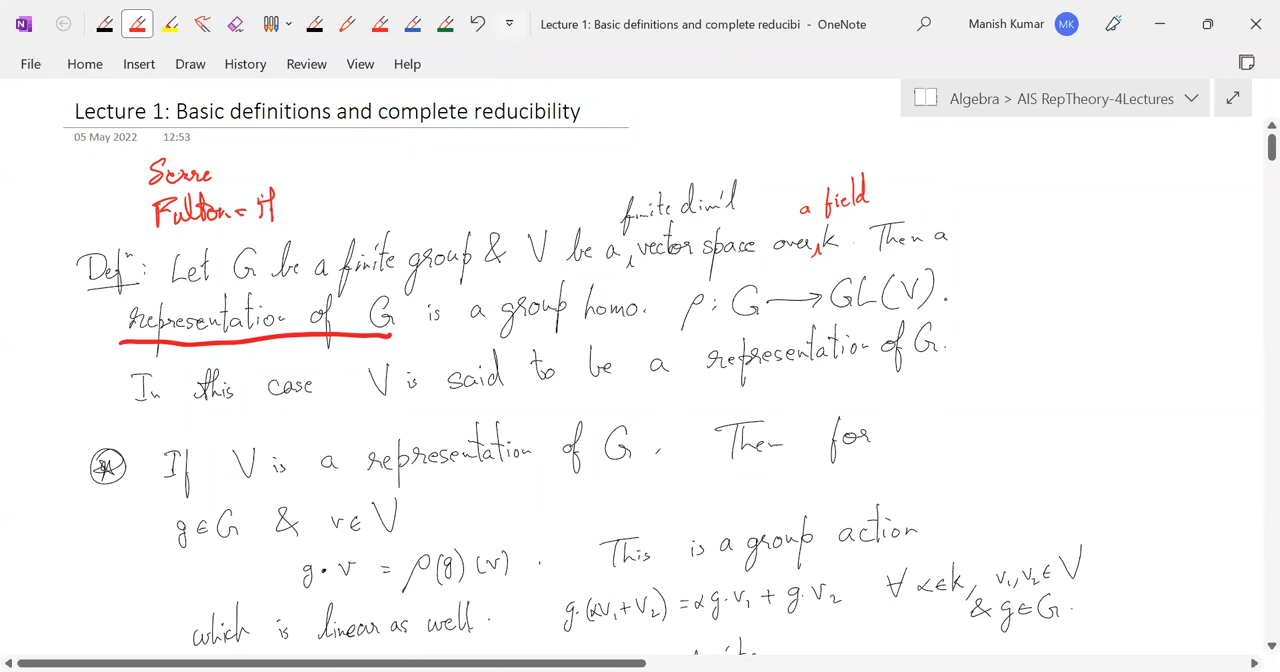 Lecture 1: Basic definitions and complete reducibi - OneNote
Manish Kumar MK
File Home Insert Draw History Review View Help
Algebra > AIS RepTheory-4Lectures
Lecture 1: Basic definitions and complete reducibility
05 May 2022 12:53
Serre
Fulton - H
finite dim'l a field
Defn: Let G be a finite group & V be a vector space over k. Then a
representation of G is a group homo. ρ: G → GL(V).
In this case V is said to be a representation of G.
If V is a representation of G, Then for
g ∈ G & v ∈ V
g · v = ρ(g)(v). This is a group action
which is linear as well. g·(αv₁+v₂) = αg·v₁ + g·v₂ ∀ α∈k, v₁,v₂ ∈ V
& g∈G.